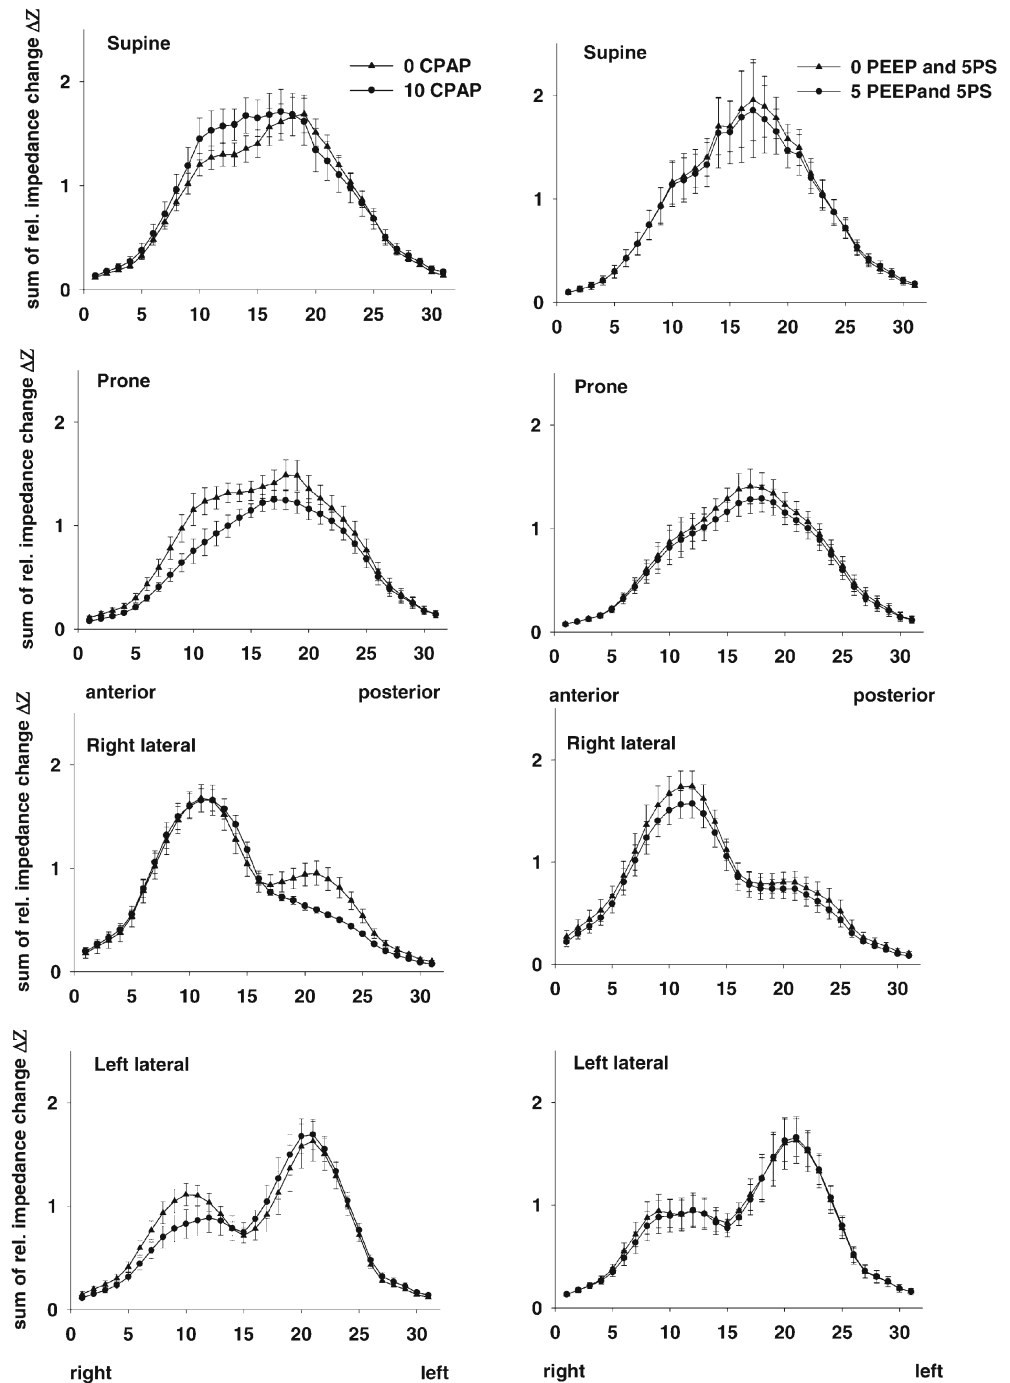 sum of rel. impedance change ΔZ
Supine
0 CPAP
10 CPAP
2
1
0
0 5 10 15 20 25 30
Supine
0 PEEP and 5PS
5 PEEPand 5PS
2
1
0
0 5 10 15 20 25 30
sum of rel. impedance change ΔZ
Prone
2
1
0
0 5 10 15 20 25 30
anterior posterior
Prone
2
1
0
0 5 10 15 20 25 30
anterior posterior
sum of rel. impedance change ΔZ
Right lateral
2
1
0
0 5 10 15 20 25 30
Right lateral
2
1
0
0 5 10 15 20 25 30
sum of rel. impedance change ΔZ
Left lateral
2
1
0
0 5 10 15 20 25 30
right left
Left lateral
2
1
0
0 5 10 15 20 25 30
right left